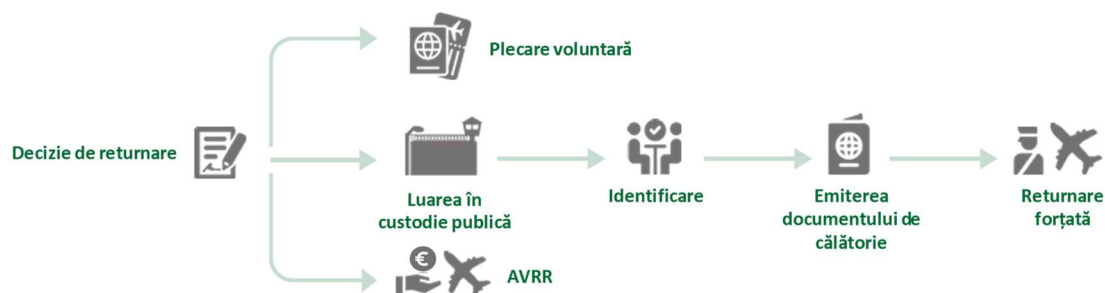 Plecare voluntară
Decizie de returnare
Luarea în
custodie publică
Identificare
Emiterea
documentului de
călătorie
Returnare
forțată
€
AVRR